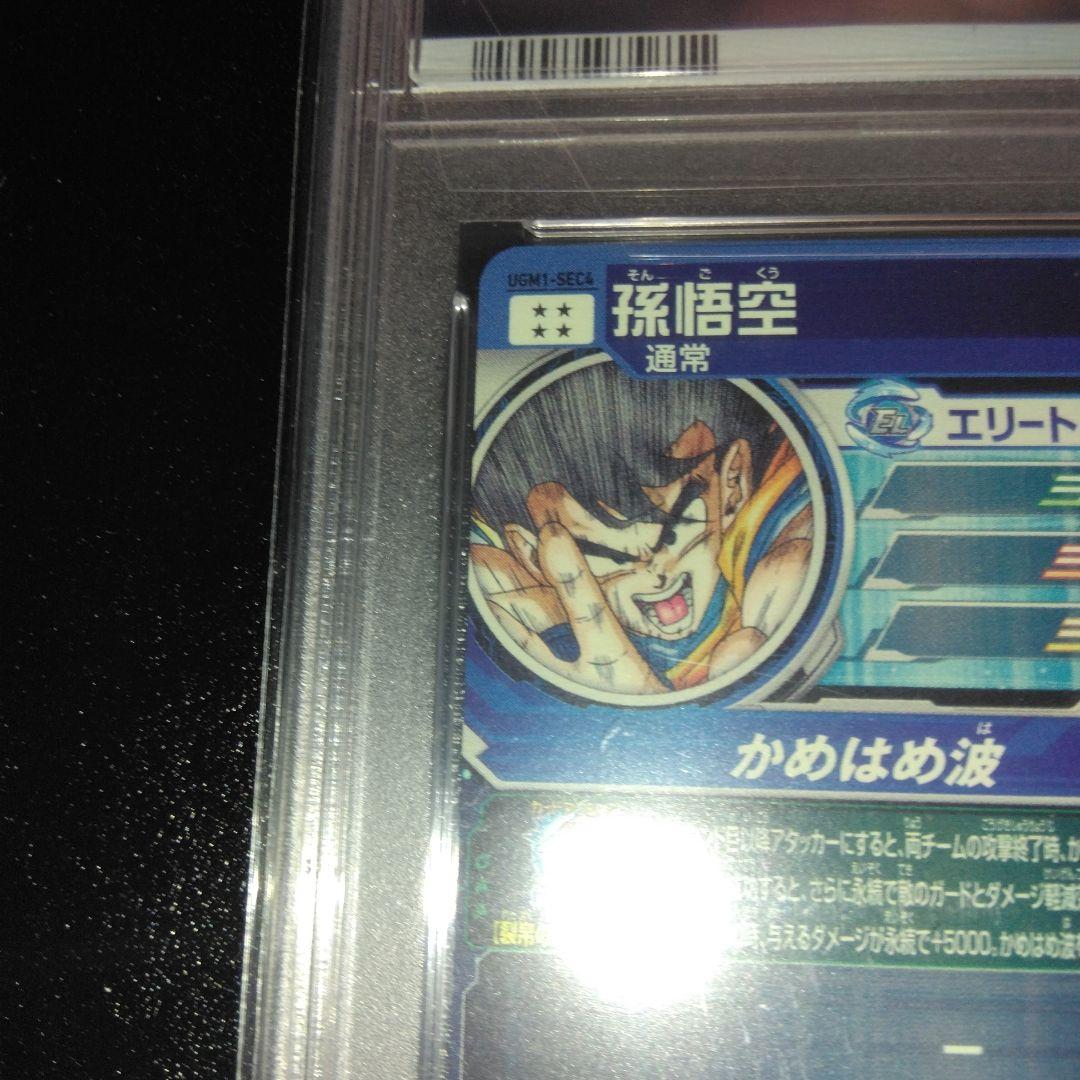 UGM1-SEC4
そん ご くう
孫悟空
通常
EL エリート
は
かめはめ波
降アタッカーにすると、両チームの攻撃終了時、か
すると、さらに永続で敵のガードとダメージ軽減
、与えるダメージが永続で+5000。かめはめ波